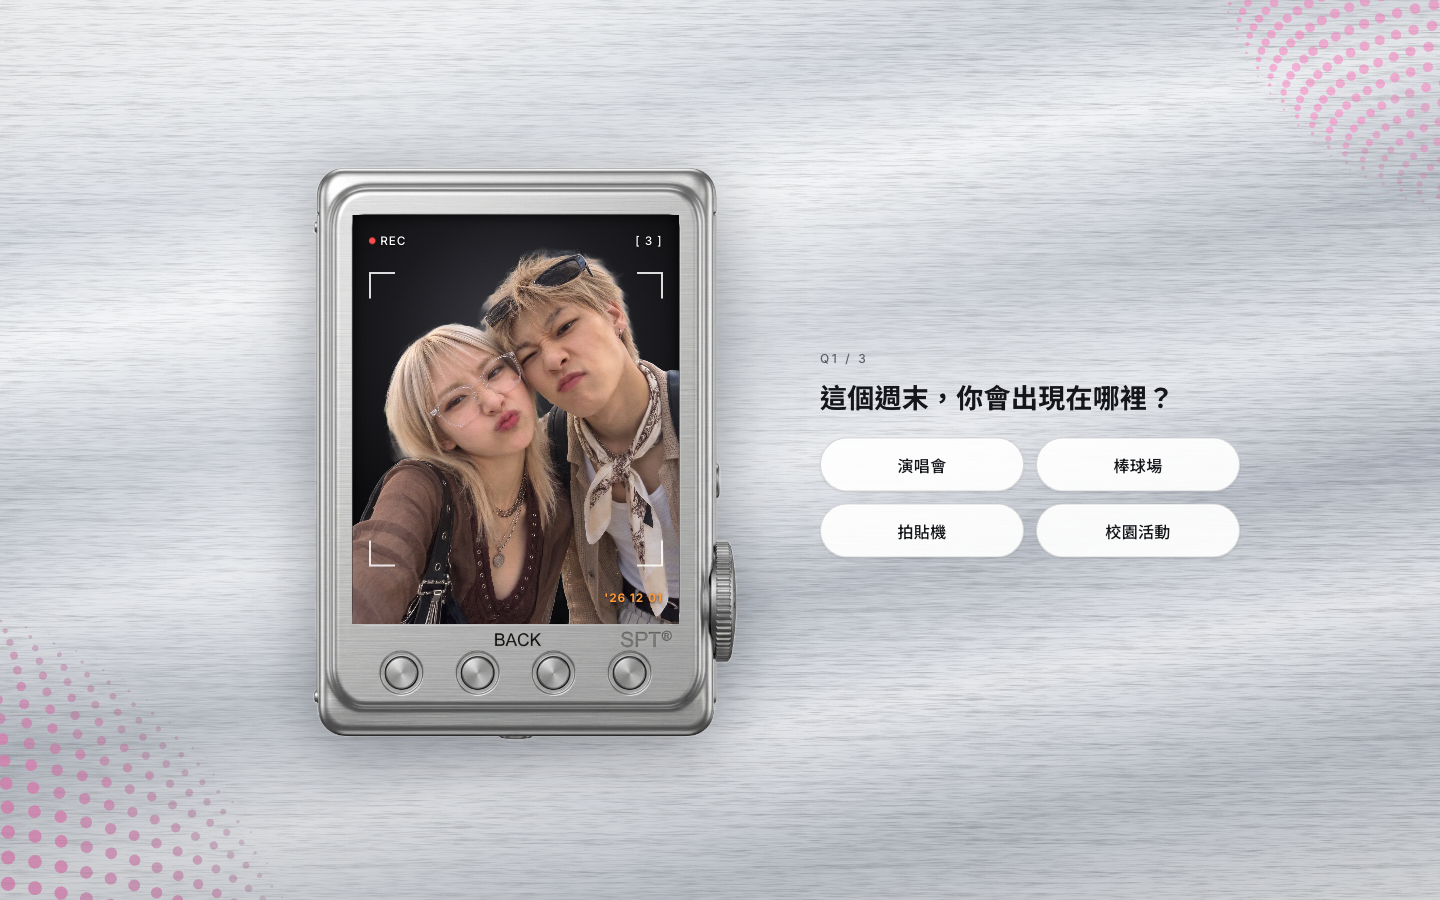 REC
[ 3 ]
'26 12 01
BACK
SPT®
Q1 / 3
這個週末，你會出現在哪裡？
演唱會
棒球場
拍貼機
校園活動